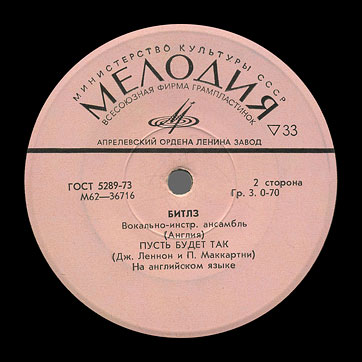 МИНИСТЕРСТВО КУЛЬТУРЫ СССР
МЕЛОДИЯ
ВСЕСОЮЗНАЯ ФИРМА ГРАМПЛАСТИНОК
▽33
АПРЕЛЕВСКИЙ ОРДЕНА ЛЕНИНА ЗАВОД
ГОСТ 5289-73
М62—36716
2 сторона
Гр. 3. 0-70
БИТЛЗ
Вокально-инстр. ансамбль
(Англия)
ПУСТЬ БУДЕТ ТАК
(Дж. Леннон и П. Маккартни)
На английском языке